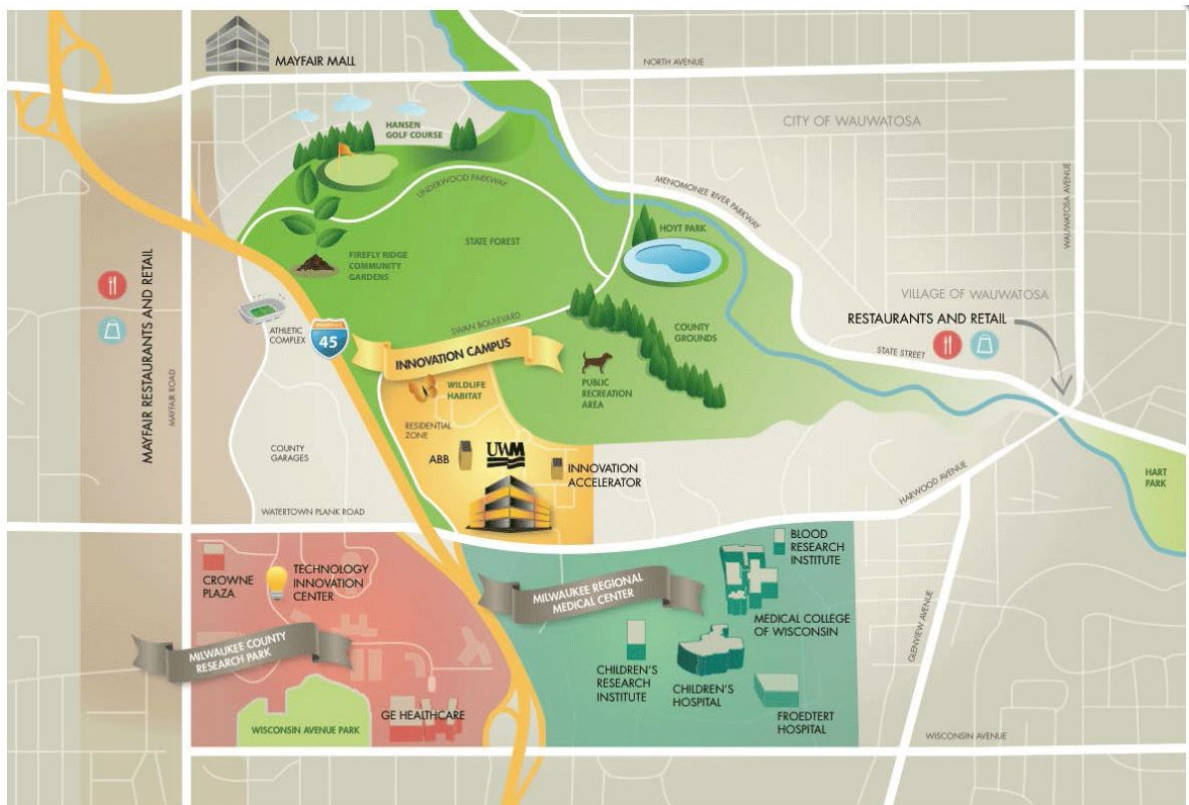 MAYFAIR MALL
NORTH AVENUE
HANSEN
GOLF COURSE
CITY OF WAUWATOSA
UNDERWOOD PARKWAY
MENOMONEE RIVER PARKWAY
WAUWATOSA AVENUE
HOYT PARK
STATE FOREST
FIREFLY RIDGE
COMMUNITY
GARDENS
MAYFAIR RESTAURANTS AND RETAIL
MAYFAIR ROAD
VILLAGE OF WAUWATOSA
RESTAURANTS AND RETAIL
ATHLETIC
COMPLEX
45
SWAN BOULEVARD
COUNTY
GROUNDS
STATE STREET
INNOVATION CAMPUS
WILDLIFE
HABITAT
PUBLIC
RECREATION
AREA
RESIDENTIAL
ZONE
ABB
UWM
INNOVATION
ACCELERATOR
COUNTY
GARAGES
HARWOOD AVENUE
HART
PARK
WATERTOWN PLANK ROAD
CROWNE
PLAZA
TECHNOLOGY
INNOVATION
CENTER
MILWAUKEE REGIONAL
MEDICAL CENTER
BLOOD
RESEARCH
INSTITUTE
MEDICAL COLLEGE
OF WISCONSIN
GLENVIEW AVENUE
MILWAUKEE COUNTY
RESEARCH PARK
CHILDREN'S
RESEARCH
INSTITUTE
CHILDREN'S
HOSPITAL
FROEDTERT
HOSPITAL
GE HEALTHCARE
WISCONSIN AVENUE PARK
WISCONSIN AVENUE